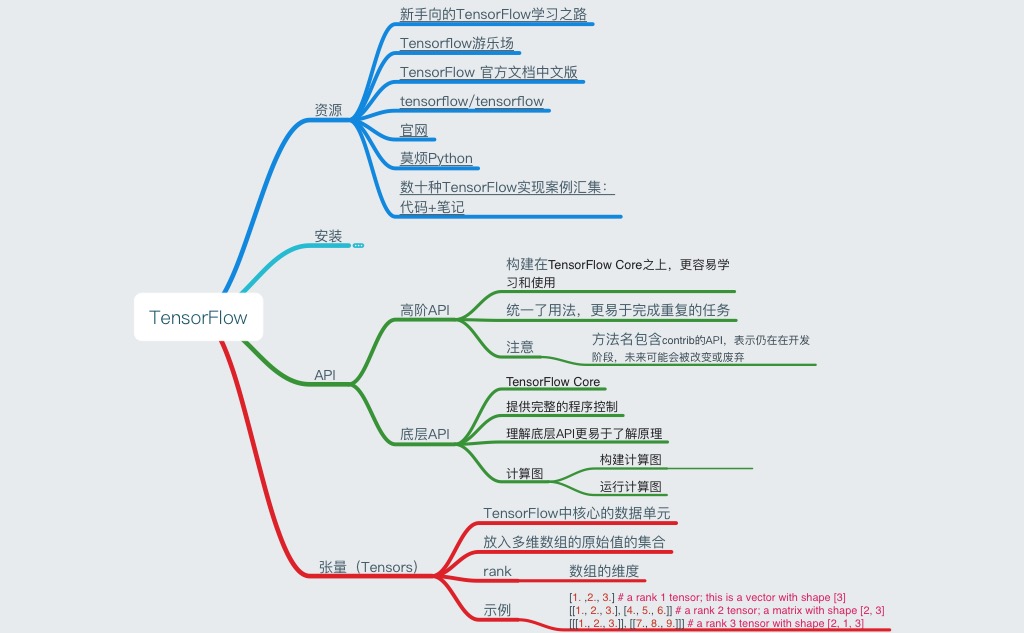 新手向的TensorFlow学习之路
Tensorflow游乐场
TensorFlow 官方文档中文版
资源
tensorflow/tensorflow
官网
莫烦Python
数十种TensorFlow实现案例汇集：
代码+笔记
安装
TensorFlow
构建在TensorFlow Core之上，更容易学
习和使用
高阶API
统一了用法，更易于完成重复的任务
注意
方法名包含contrib的API，表示仍在在开发
阶段，未来可能会被改变或废弃
API
TensorFlow Core
提供完整的程序控制
底层API
理解底层API更易于了解原理
计算图
构建计算图
运行计算图
TensorFlow中核心的数据单元
放入多维数组的原始值的集合
张量（Tensors）
rank
数组的维度
示例
[1. ,2., 3.] # a rank 1 tensor; this is a vector with shape [3]
[[1., 2., 3.], [4., 5., 6.]] # a rank 2 tensor; a matrix with shape [2, 3]
[[[1., 2., 3.]], [[7., 8., 9.]]] # a rank 3 tensor with shape [2, 1, 3]